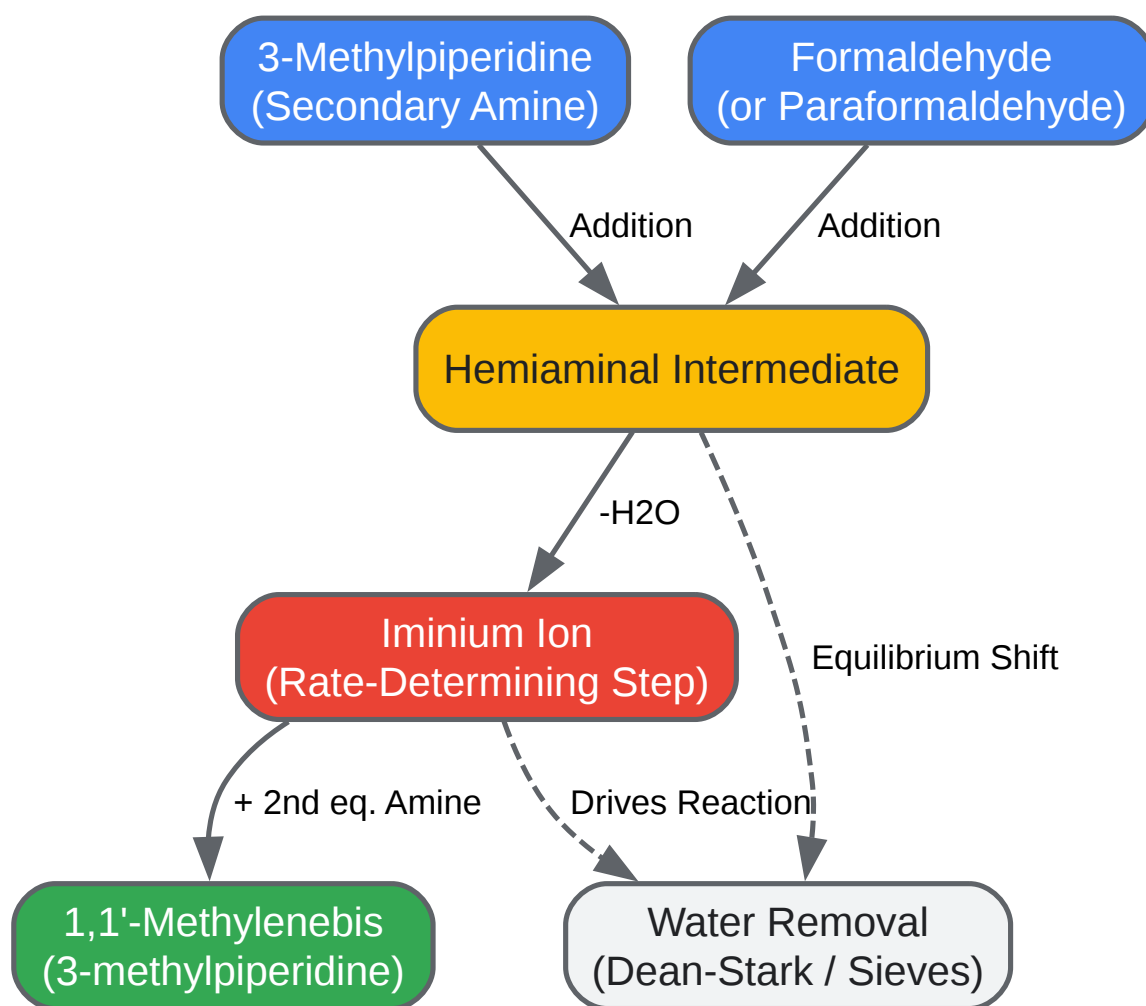 3-Methylpiperidine
(Secondary Amine)
Formaldehyde
(or Paraformaldehyde)
Addition
Addition
Hemiaminal Intermediate
-H2O
Iminium Ion
(Rate-Determining Step)
Equilibrium Shift
+ 2nd eq. Amine
Drives Reaction
1,1'-Methylenebis
(3-methylpiperidine)
Water Removal
(Dean-Stark / Sieves)